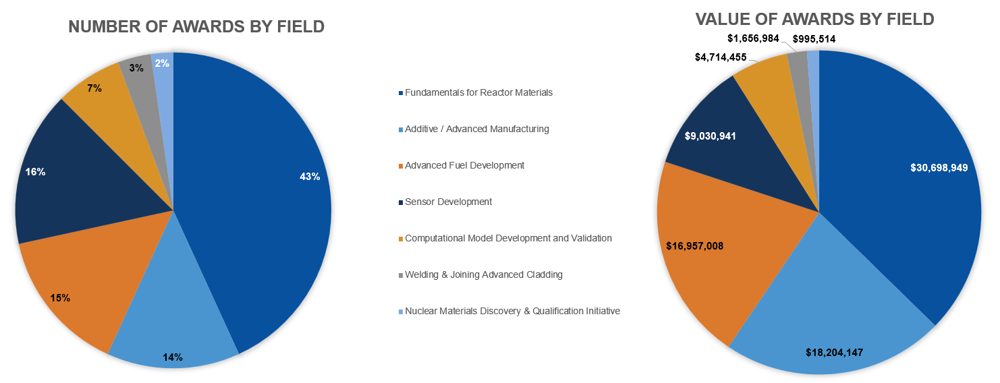 NUMBER OF AWARDS BY FIELD
2%
3%
7%
16%
43%
15%
14%
Fundamentals for Reactor Materials
Additive / Advanced Manufacturing
Advanced Fuel Development
Sensor Development
Computational Model Development and Validation
Welding & Joining Advanced Cladding
Nuclear Materials Discovery & Qualification Initiative
VALUE OF AWARDS BY FIELD
$1,656,984
$995,514
$4,714,455
$9,030,941
$30,698,949
$16,957,008
$18,204,147